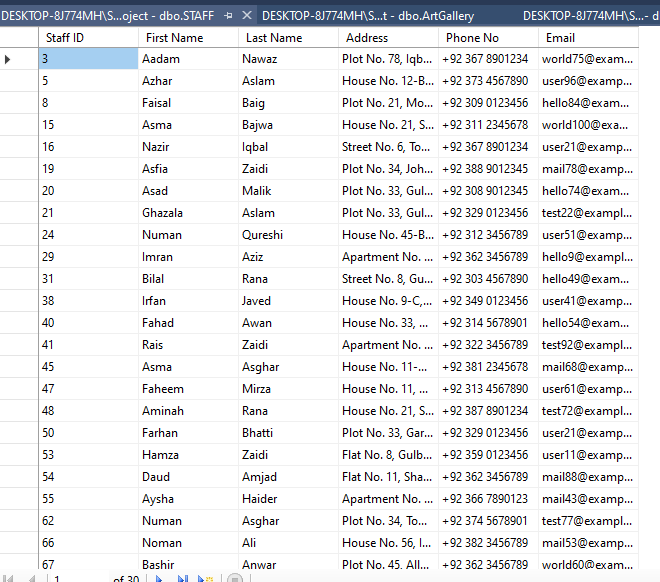 DESKTOP-8J774MH\S...oject - dbo.STAFF DESKTOP-8J774MH\S...t - dbo.ArtGallery DESKTOP-8J774MH\S...- d
Staff ID First Name Last Name Address Phone No Email
3 Aadam Nawaz Plot No. 78, Iqb... +92 367 8901234 world75@exam...
5 Azhar Aslam House No. 12-B... +92 373 4567890 user96@exampl...
8 Faisal Baig Plot No. 21, Mo... +92 309 0123456 hello84@examp...
15 Asma Bajwa House No. 21, S... +92 311 2345678 world100@exa...
16 Nazir Iqbal Street No. 6, To... +92 367 8901234 user21@exampl...
19 Asfia Zaidi Plot No. 34, Joh... +92 388 9012345 mail78@exampl...
20 Asad Malik Plot No. 33, Gul... +92 308 9012345 hello74@examp...
21 Ghazala Aslam Plot No. 33, Gul... +92 329 0123456 test22@exampl...
24 Numan Qureshi House No. 45-B... +92 312 3456789 user51@exampl...
29 Imran Aziz Apartment No. ... +92 362 3456789 hello9@exampl...
31 Bilal Rana Street No. 8, Gu... +92 303 4567890 hello49@examp...
38 Irfan Javed House No. 9-C,... +92 349 0123456 user41@exampl...
40 Fahad Awan House No. 33, ... +92 314 5678901 hello54@examp...
41 Rais Zaidi Apartment No. ... +92 322 3456789 test92@exampl...
45 Asma Asghar House No. 11-... +92 381 2345678 mail68@exampl...
47 Faheem Mirza House No. 11, ... +92 313 4567890 user61@exampl...
48 Aminah Rana House No. 21, S... +92 387 8901234 test72@exampl...
50 Farhan Bhatti Plot No. 33, Gar... +92 329 0123456 user21@exampl...
53 Hamza Zaidi Flat No. 8, Gulb... +92 359 0123456 user11@exampl...
54 Daud Amjad Flat No. 11, Sha... +92 362 3456789 mail88@exampl...
55 Aysha Haider Apartment No. ... +92 366 7890123 mail43@exampl...
62 Numan Asghar Plot No. 34, To... +92 374 5678901 test77@exampl...
66 Noman Ali House No. 56, I... +92 382 3456789 mail53@exampl...
67 Bashir Anwar Plot No. 45, All... +92 362 3456789 world60@exam...
1 of 30